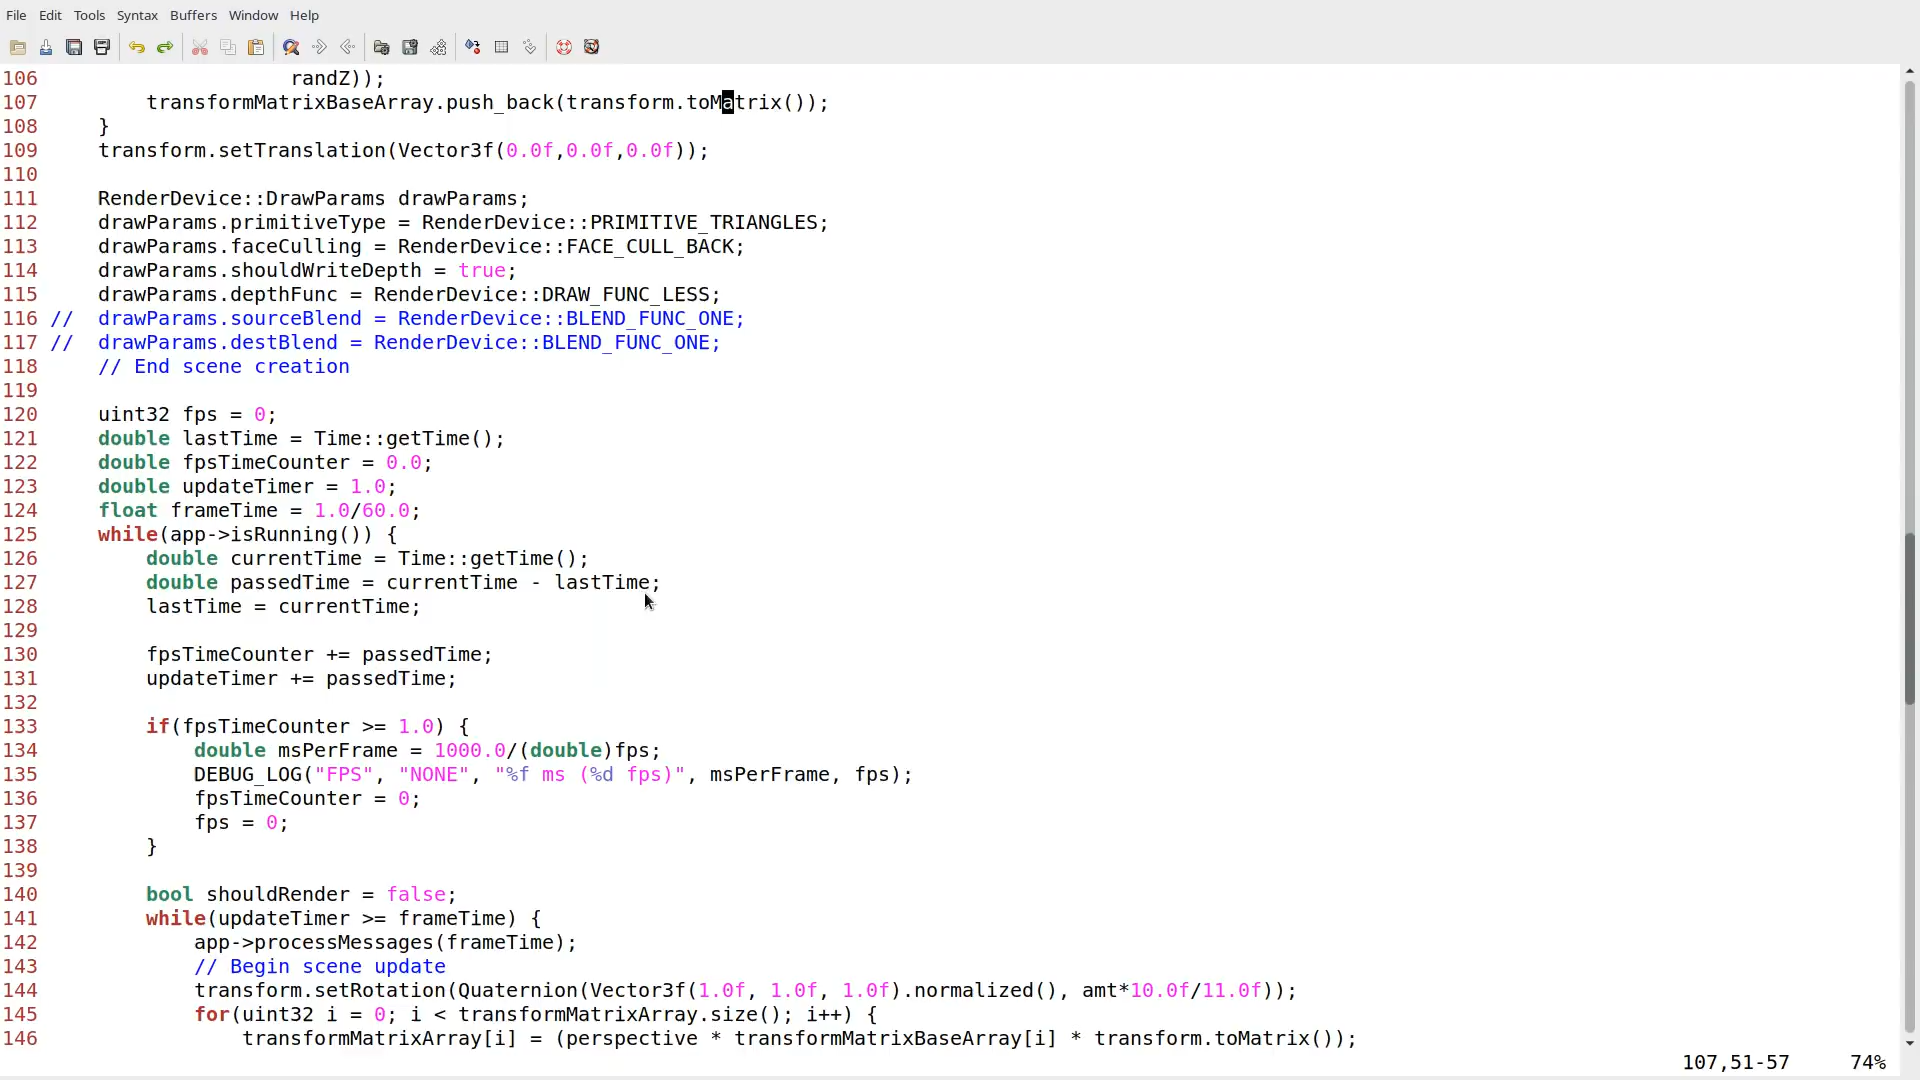 File Edit Tools Syntax Buffers Window Help
106                     randZ));
107         transformMatrixBaseArray.push_back(transform.toMatrix());
108     }
109     transform.setTranslation(Vector3f(0.0f,0.0f,0.0f));
110
111     RenderDevice::DrawParams drawParams;
112     drawParams.primitiveType = RenderDevice::PRIMITIVE_TRIANGLES;
113     drawParams.faceCulling = RenderDevice::FACE_CULL_BACK;
114     drawParams.shouldWriteDepth = true;
115     drawParams.depthFunc = RenderDevice::DRAW_FUNC_LESS;
116 //  drawParams.sourceBlend = RenderDevice::BLEND_FUNC_ONE;
117 //  drawParams.destBlend = RenderDevice::BLEND_FUNC_ONE;
118     // End scene creation
119
120     uint32 fps = 0;
121     double lastTime = Time::getTime();
122     double fpsTimeCounter = 0.0;
123     double updateTimer = 1.0;
124     float frameTime = 1.0/60.0;
125     while(app->isRunning()) {
126         double currentTime = Time::getTime();
127         double passedTime = currentTime - lastTime;
128         lastTime = currentTime;
129
130         fpsTimeCounter += passedTime;
131         updateTimer += passedTime;
132
133         if(fpsTimeCounter >= 1.0) {
134             double msPerFrame = 1000.0/(double)fps;
135             DEBUG_LOG("FPS", "NONE", "%f ms (%d fps)", msPerFrame, fps);
136             fpsTimeCounter = 0;
137             fps = 0;
138         }
139
140         bool shouldRender = false;
141         while(updateTimer >= frameTime) {
142             app->processMessages(frameTime);
143             // Begin scene update
144             transform.setRotation(Quaternion(Vector3f(1.0f, 1.0f, 1.0f).normalized(), amt*10.0f/11.0f));
145             for(uint32 i = 0; i < transformMatrixArray.size(); i++) {
146                 transformMatrixArray[i] = (perspective * transformMatrixBaseArray[i] * transform.toMatrix());
107,51-57     74%